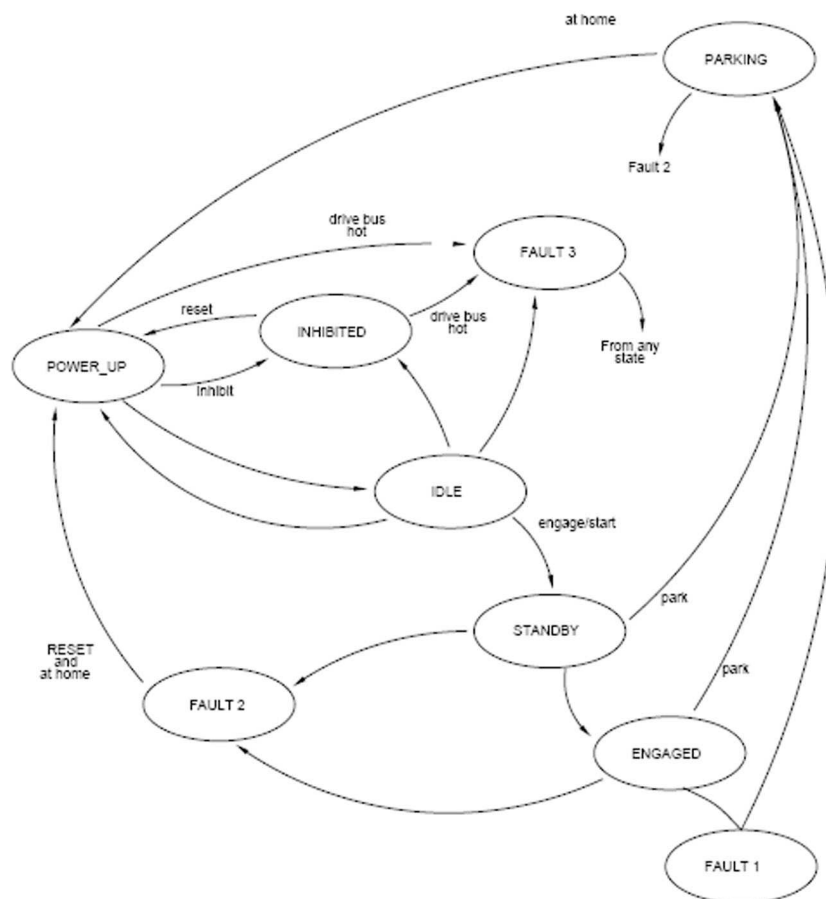 at home
PARKING
Fault 2
drive bus
hot
FAULT 3
reset
INHIBITED
drive bus
hot
From any
state
POWER_UP
inhibit
IDLE
engage/start
park
STANDBY
RESET
and
at home
park
FAULT 2
ENGAGED
FAULT 1